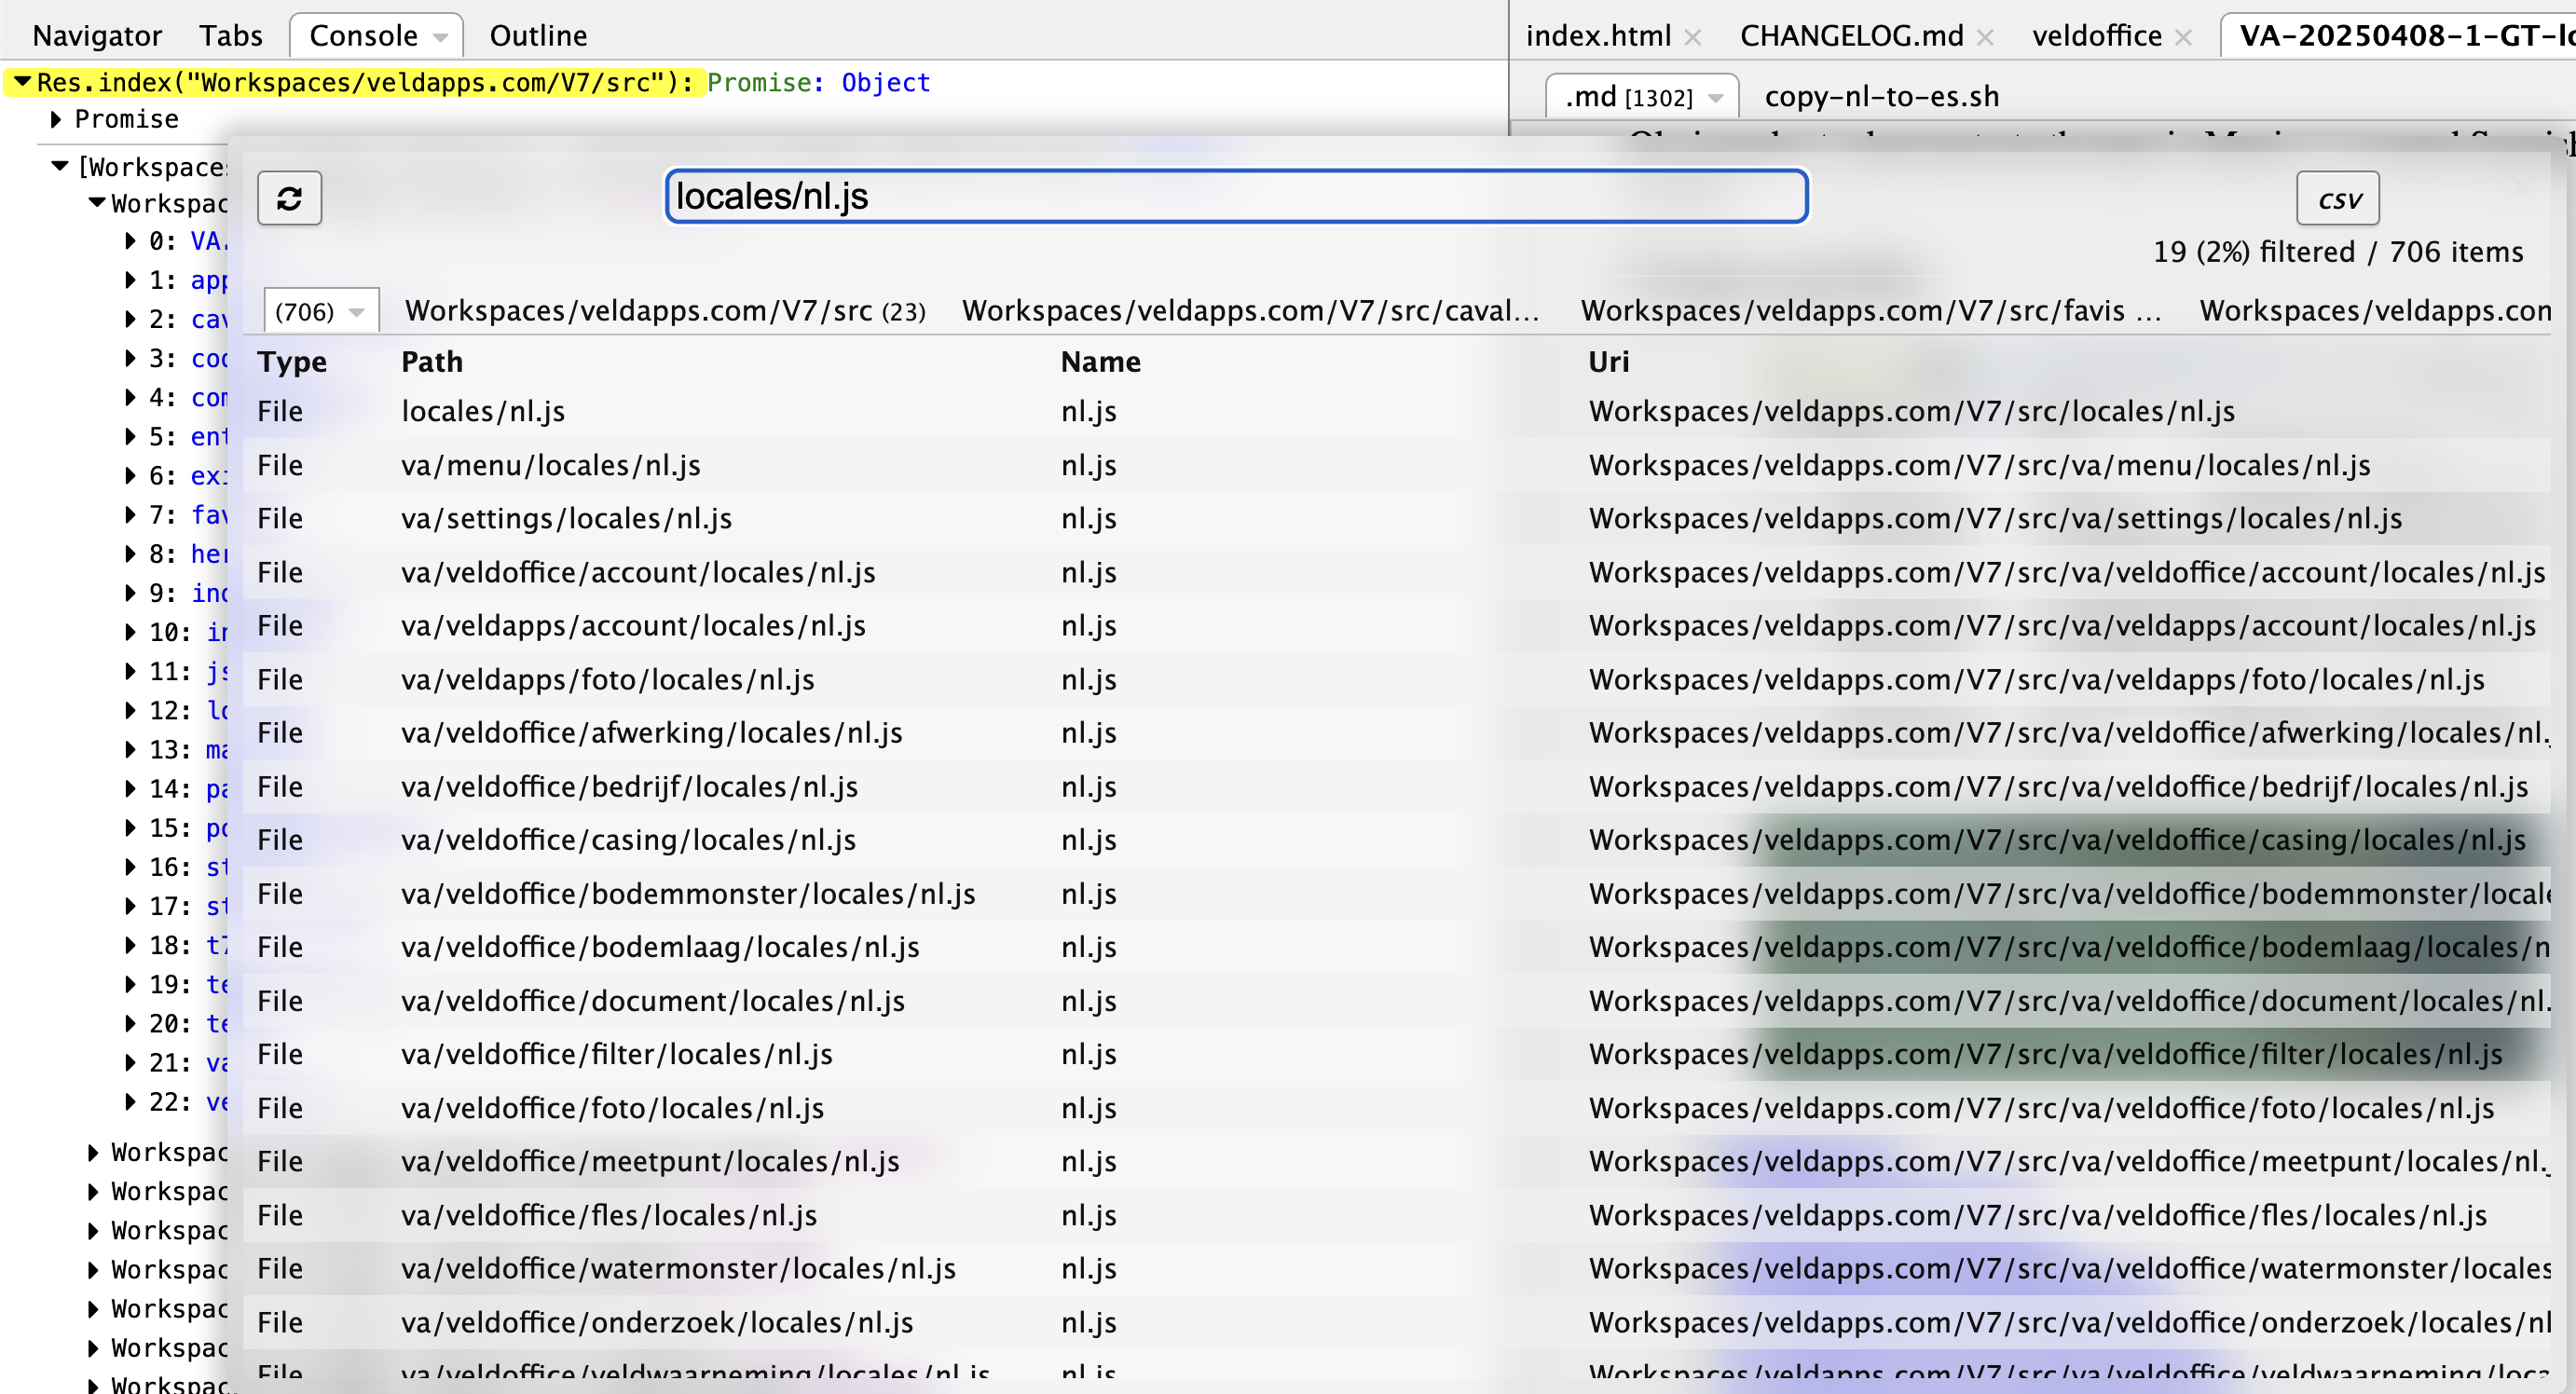 Navigator Tabs Console Outline
index.html × CHANGELOG.md × veldoffice × VA-20250408-1-GT-lo
Res.index("Workspaces/veldapps.com/V7/src"): Promise: Object
.md [1302] copy-nl-to-es.sh
Promise
[Workspaces
Workspac
0: VA.
1: app
2: cav
3: coo
4: com
5: ent
6: exi
7: fav
8: her
9: ind
10: in
11: js
12: lo
13: ma
14: pa
15: po
16: st
17: st
18: t7
19: te
20: te
21: va
22: ve
Workspac
Workspac
Workspac
Workspac
Workspac
Workspac
Workspac
locales/nl.js
CSV
19 (2%) filtered / 706 items
(706) Workspaces/veldapps.com/V7/src (23) Workspaces/veldapps.com/V7/src/caval... Workspaces/veldapps.com/V7/src/favis ... Workspaces/veldapps.con
Type Path Name Uri
File locales/nl.js nl.js Workspaces/veldapps.com/V7/src/locales/nl.js
File va/menu/locales/nl.js nl.js Workspaces/veldapps.com/V7/src/va/menu/locales/nl.js
File va/settings/locales/nl.js nl.js Workspaces/veldapps.com/V7/src/va/settings/locales/nl.js
File va/veldoffice/account/locales/nl.js nl.js Workspaces/veldapps.com/V7/src/va/veldoffice/account/locales/nl.js
File va/veldapps/account/locales/nl.js nl.js Workspaces/veldapps.com/V7/src/va/veldapps/account/locales/nl.js
File va/veldapps/foto/locales/nl.js nl.js Workspaces/veldapps.com/V7/src/va/veldapps/foto/locales/nl.js
File va/veldoffice/afwerking/locales/nl.js nl.js Workspaces/veldapps.com/V7/src/va/veldoffice/afwerking/locales/nl.
File va/veldoffice/bedrijf/locales/nl.js nl.js Workspaces/veldapps.com/V7/src/va/veldoffice/bedrijf/locales/nl.js
File va/veldoffice/casing/locales/nl.js nl.js Workspaces/veldapps.com/V7/src/va/veldoffice/casing/locales/nl.js
File va/veldoffice/bodemmonster/locales/nl.js nl.js Workspaces/veldapps.com/V7/src/va/veldoffice/bodemmonster/locale
File va/veldoffice/bodemlaag/locales/nl.js nl.js Workspaces/veldapps.com/V7/src/va/veldoffice/bodemlaag/locales/n
File va/veldoffice/document/locales/nl.js nl.js Workspaces/veldapps.com/V7/src/va/veldoffice/document/locales/nl.
File va/veldoffice/filter/locales/nl.js nl.js Workspaces/veldapps.com/V7/src/va/veldoffice/filter/locales/nl.js
File va/veldoffice/foto/locales/nl.js nl.js Workspaces/veldapps.com/V7/src/va/veldoffice/foto/locales/nl.js
File va/veldoffice/meetpunt/locales/nl.js nl.js Workspaces/veldapps.com/V7/src/va/veldoffice/meetpunt/locales/nl.
File va/veldoffice/fles/locales/nl.js nl.js Workspaces/veldapps.com/V7/src/va/veldoffice/fles/locales/nl.js
File va/veldoffice/watermonster/locales/nl.js nl.js Workspaces/veldapps.com/V7/src/va/veldoffice/watermonster/locales
File va/veldoffice/onderzoek/locales/nl.js nl.js Workspaces/veldapps.com/V7/src/va/veldoffice/onderzoek/locales/nl
File va/veldoffice/veldwaarneming/locales/nl.js nl.js Workspaces/veldapps.com/V7/src/va/veldoffice/veldwaarneming/loca